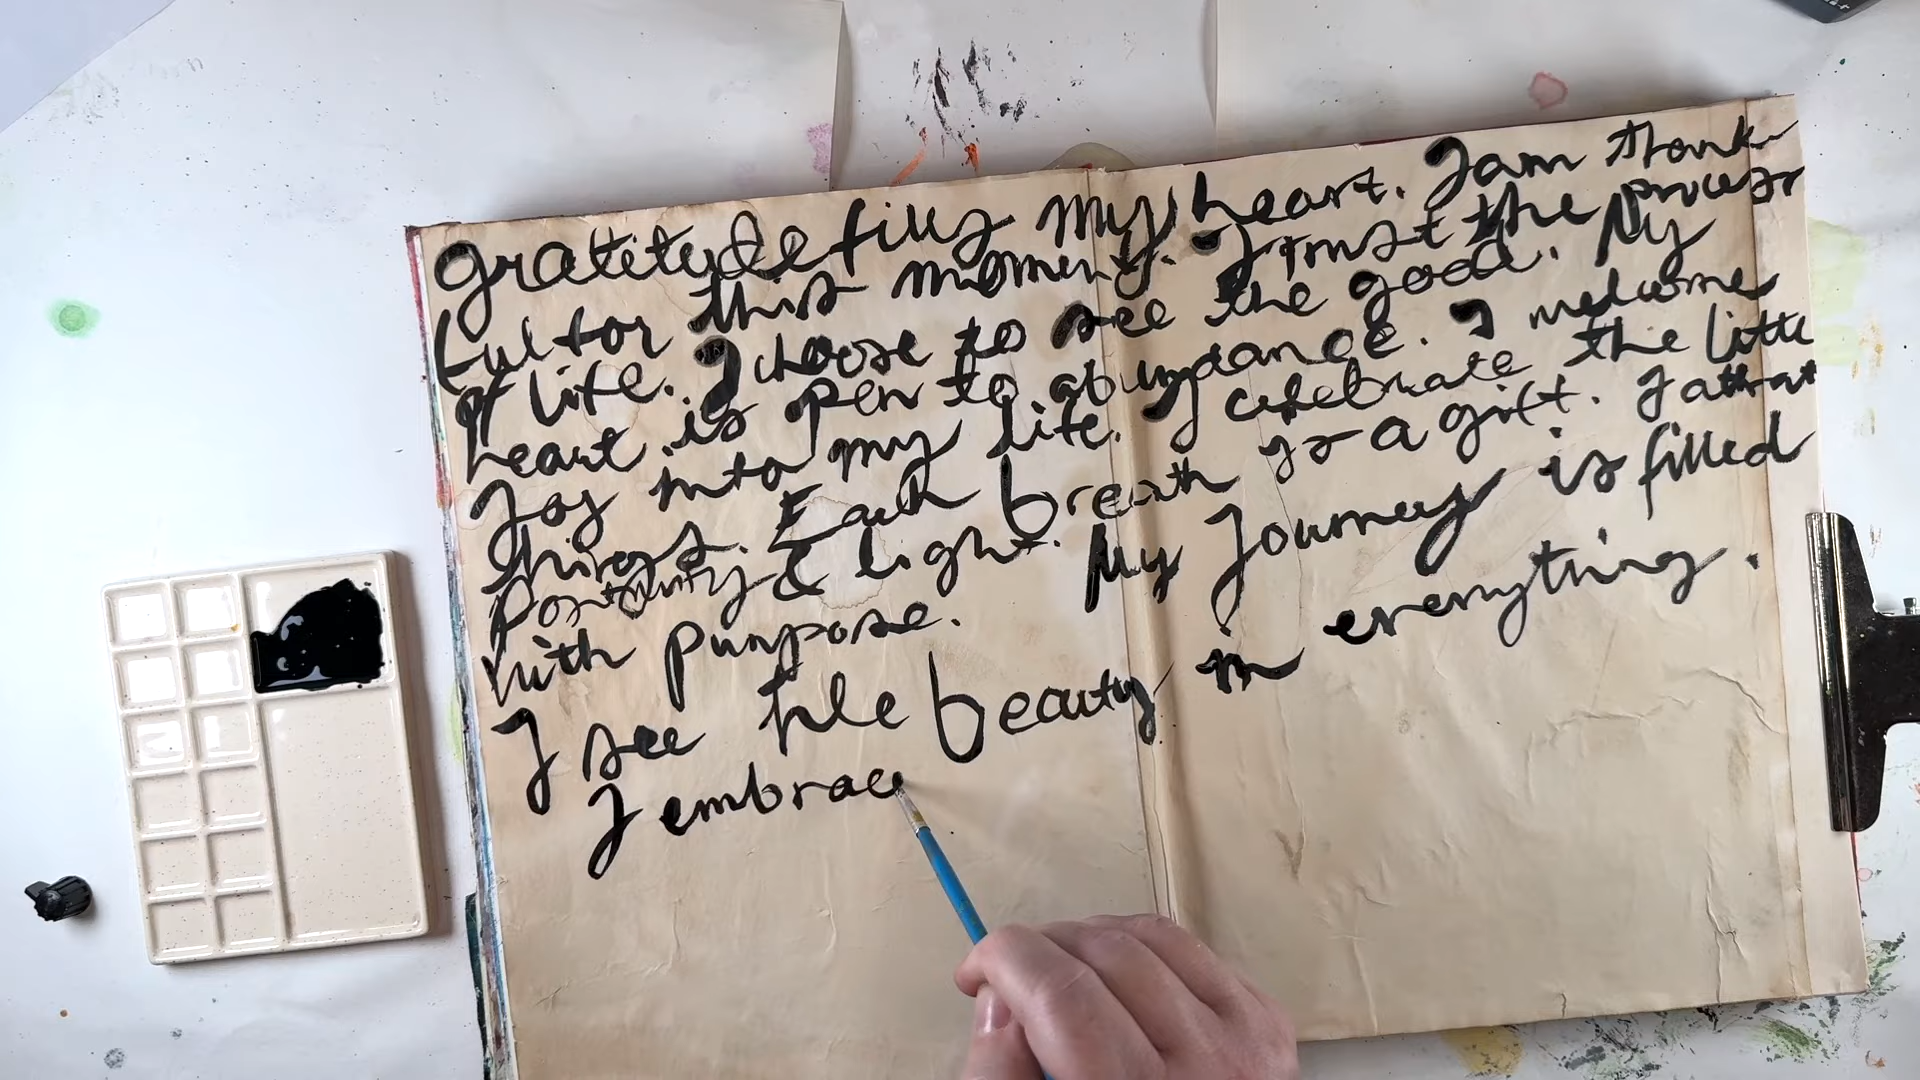 gratitude fills my heart. I am thank
ful for this moment. I trust the process
of life. I choose to see the good. My
heart is open to abundance. I welcome
Joy into my life. I celebrate the little
things. Each breath is a gift. I attract
Positivity & light. My Journey is filled
with purpose.
I see the beauty in everything.
I embrace